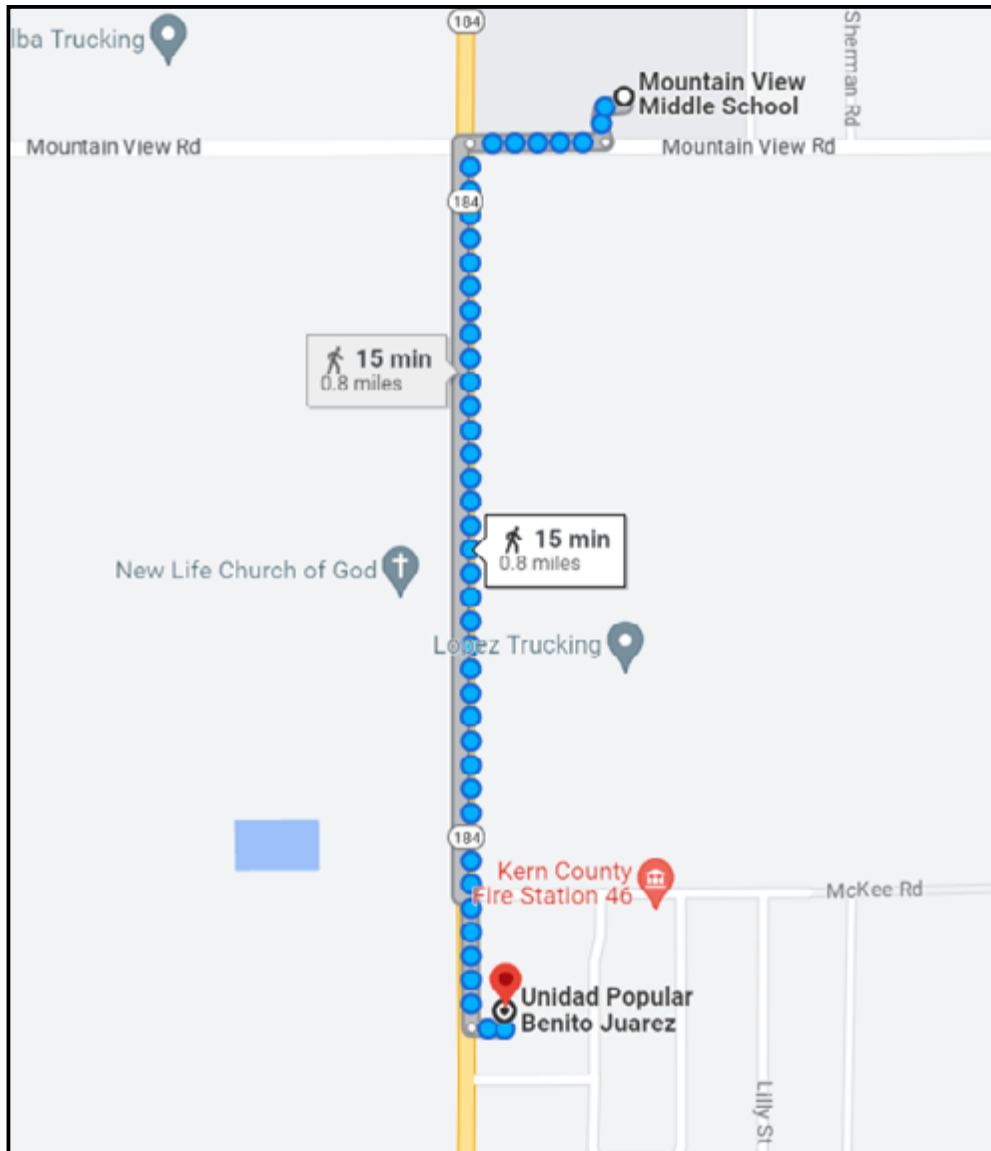 184
lba Trucking
Mountain View
Middle School
Sherman Rd
Mountain View Rd
Mountain View Rd
184
15 min
0.8 miles
15 min
0.8 miles
New Life Church of God
Lopez Trucking
184
Kern County
Fire Station 46
McKee Rd
Unidad Popular
Benito Juarez
Lilly St